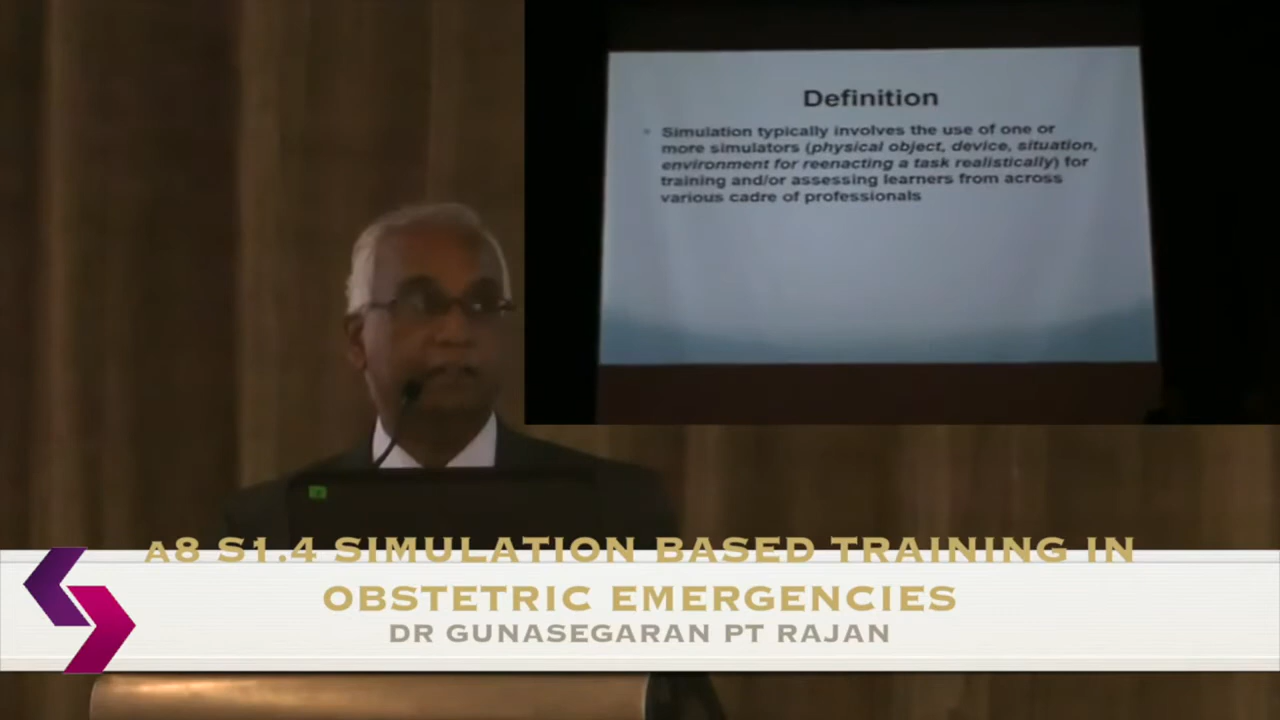 Definition
• Simulation typically involves the use of one or
more simulators (physical object, device, situation,
environment for reenacting a task realistically) for
training and/or assessing learners from across
various cadre of professionals
A8 S1.4 SIMULATION BASED TRAINING IN
OBSTETRIC EMERGENCIES
DR GUNASEGARAN PT RAJAN